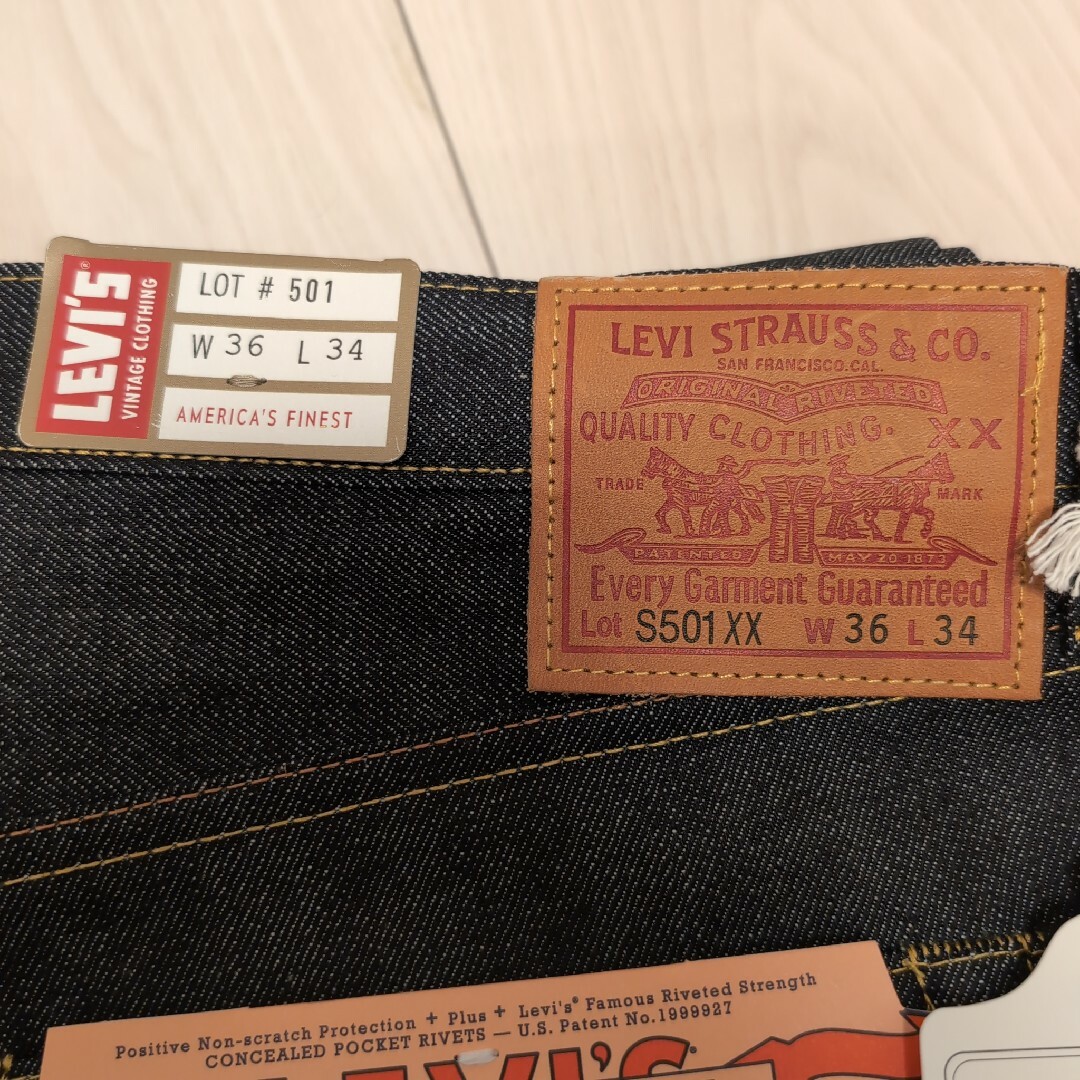 LEVI'S®
VINTAGE CLOTHING
LOT # 501
W 36 L 34
AMERICA'S FINEST
LEVI STRAUSS & CO.
SAN FRANCISCO.CAL.
ORIGINAL RIVETED
QUALITY CLOTHING. XX
TRADE MARK
PATENTED MAY 20 1873
Every Garment Guaranteed
Lot S501XX W 36 L 34
Positive Non-scratch Protection + Plus + Levi's® Famous Riveted Strength
CONCEALED POCKET RIVETS — U.S. Patent No.1999927
LEVI'S